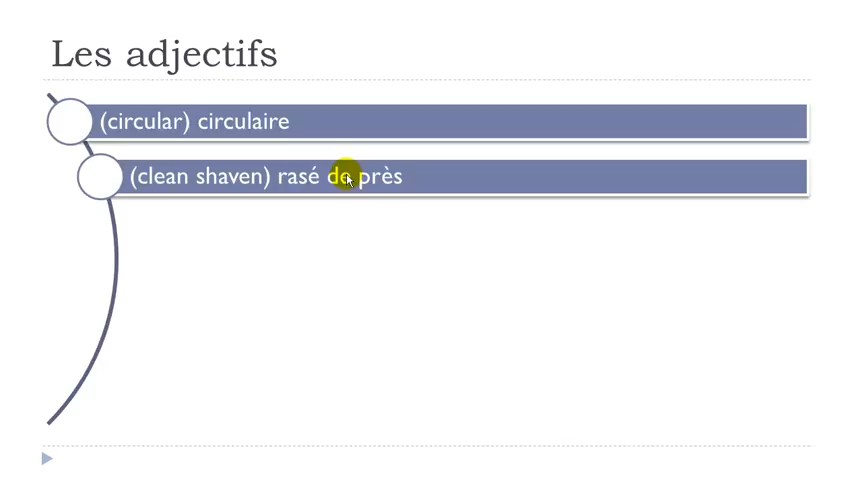 Les adjectifs
(circular) circulaire
(clean shaven) rasé de près